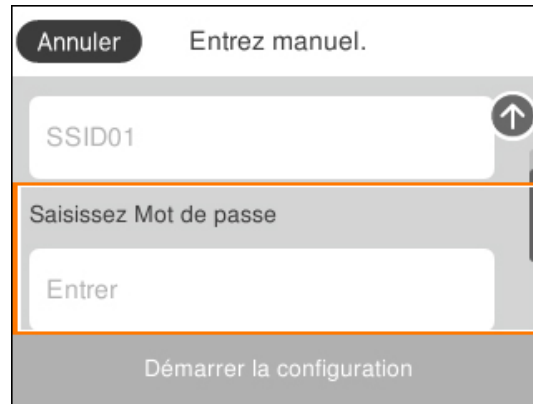 Annuler Entrez manuel.
SSID01
Saisissez Mot de passe
Entrer
Démarrer la configuration